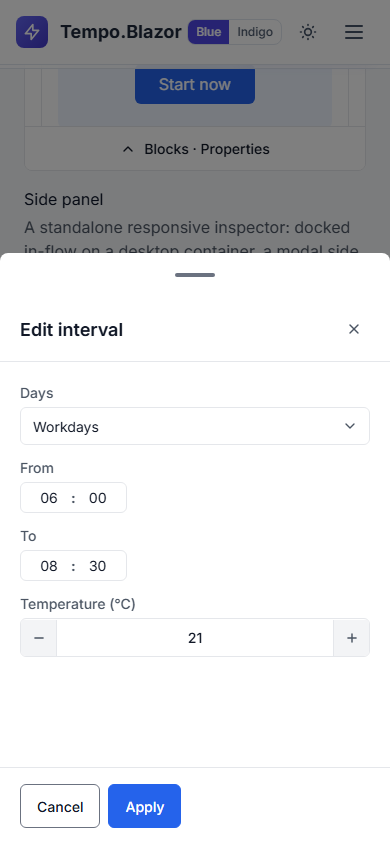 Tempo.Blazor
Blue
Indigo
Start now
Blocks · Properties
Side panel
A standalone responsive inspector: docked
in-flow on a desktop container, a modal side
Edit interval
Days
Workdays
From
06 : 00
To
08 : 30
Temperature (°C)
− 21 +
Cancel
Apply